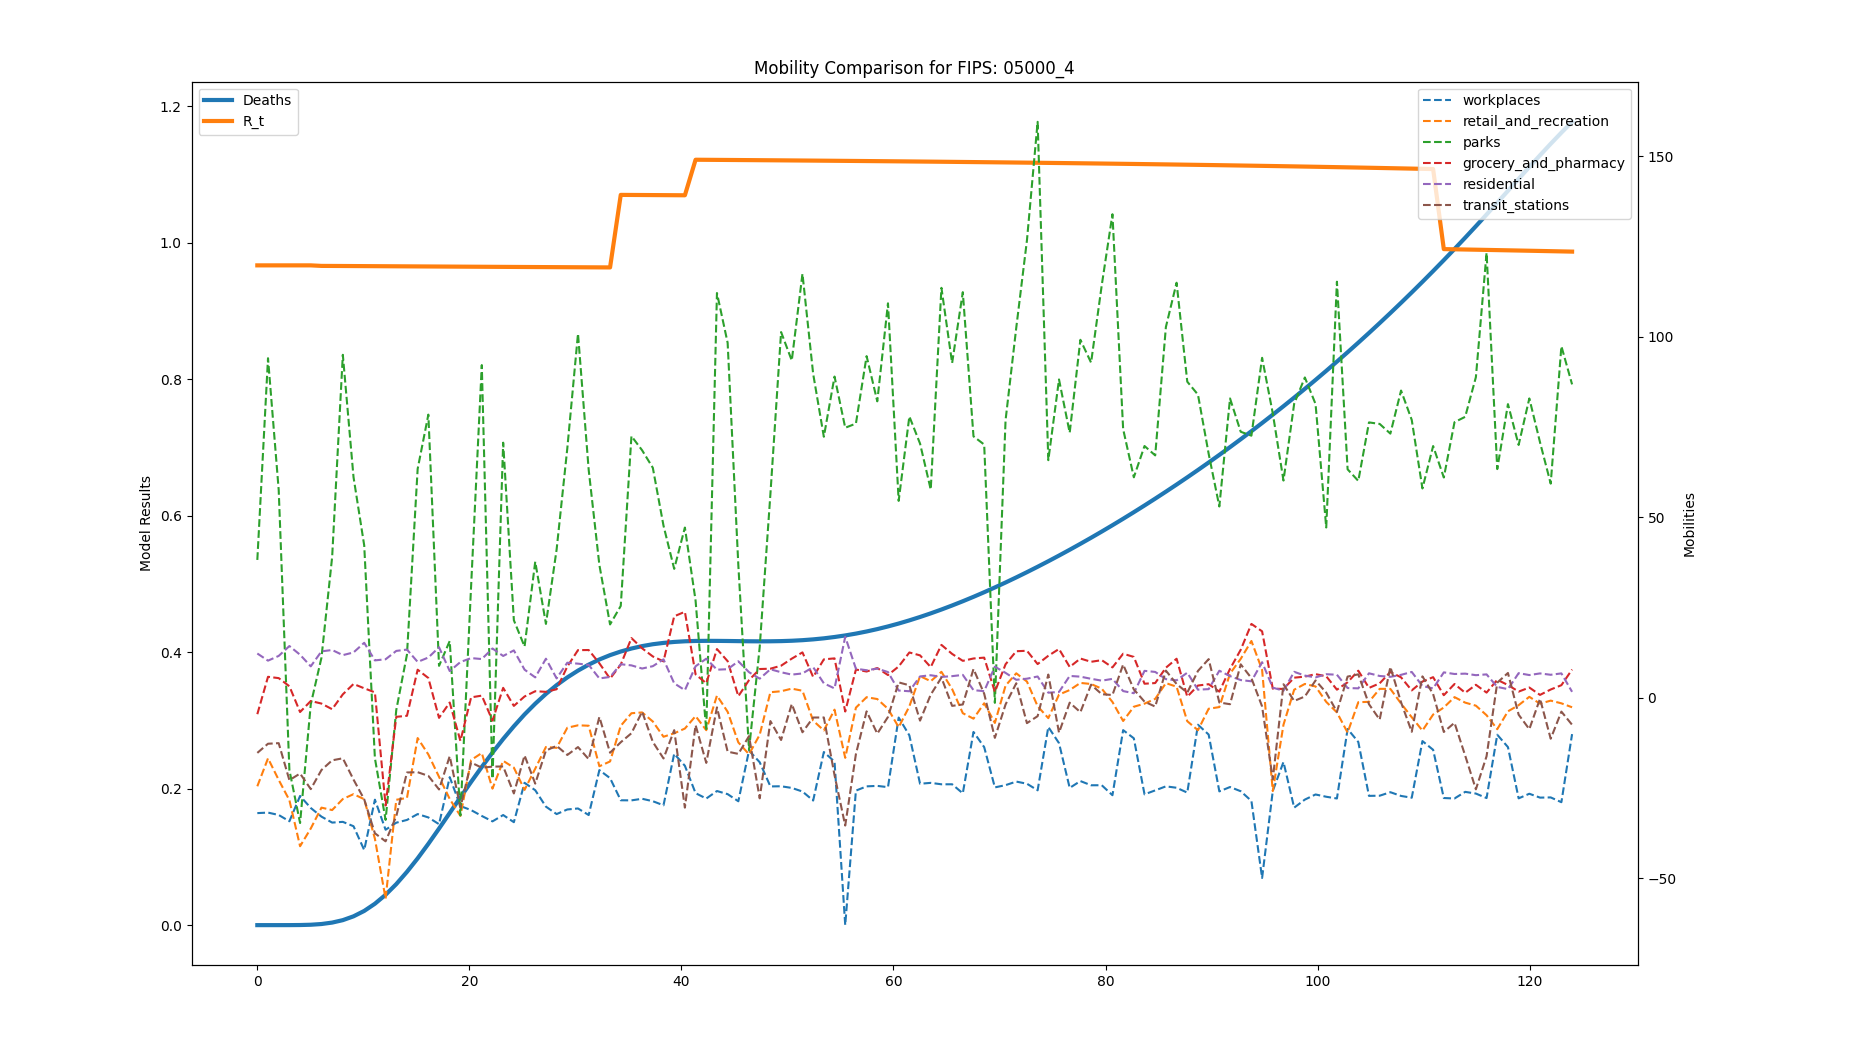 Mobility Comparison for FIPS: 05000_4
Deaths
R_t
workplaces
retail_and_recreation
parks
grocery_and_pharmacy
residential
transit_stations
1.2
1.0
0.8
0.6
0.4
0.2
0.0
Model Results
150
100
50
0
−50
Mobilities
0 20 40 60 80 100 120